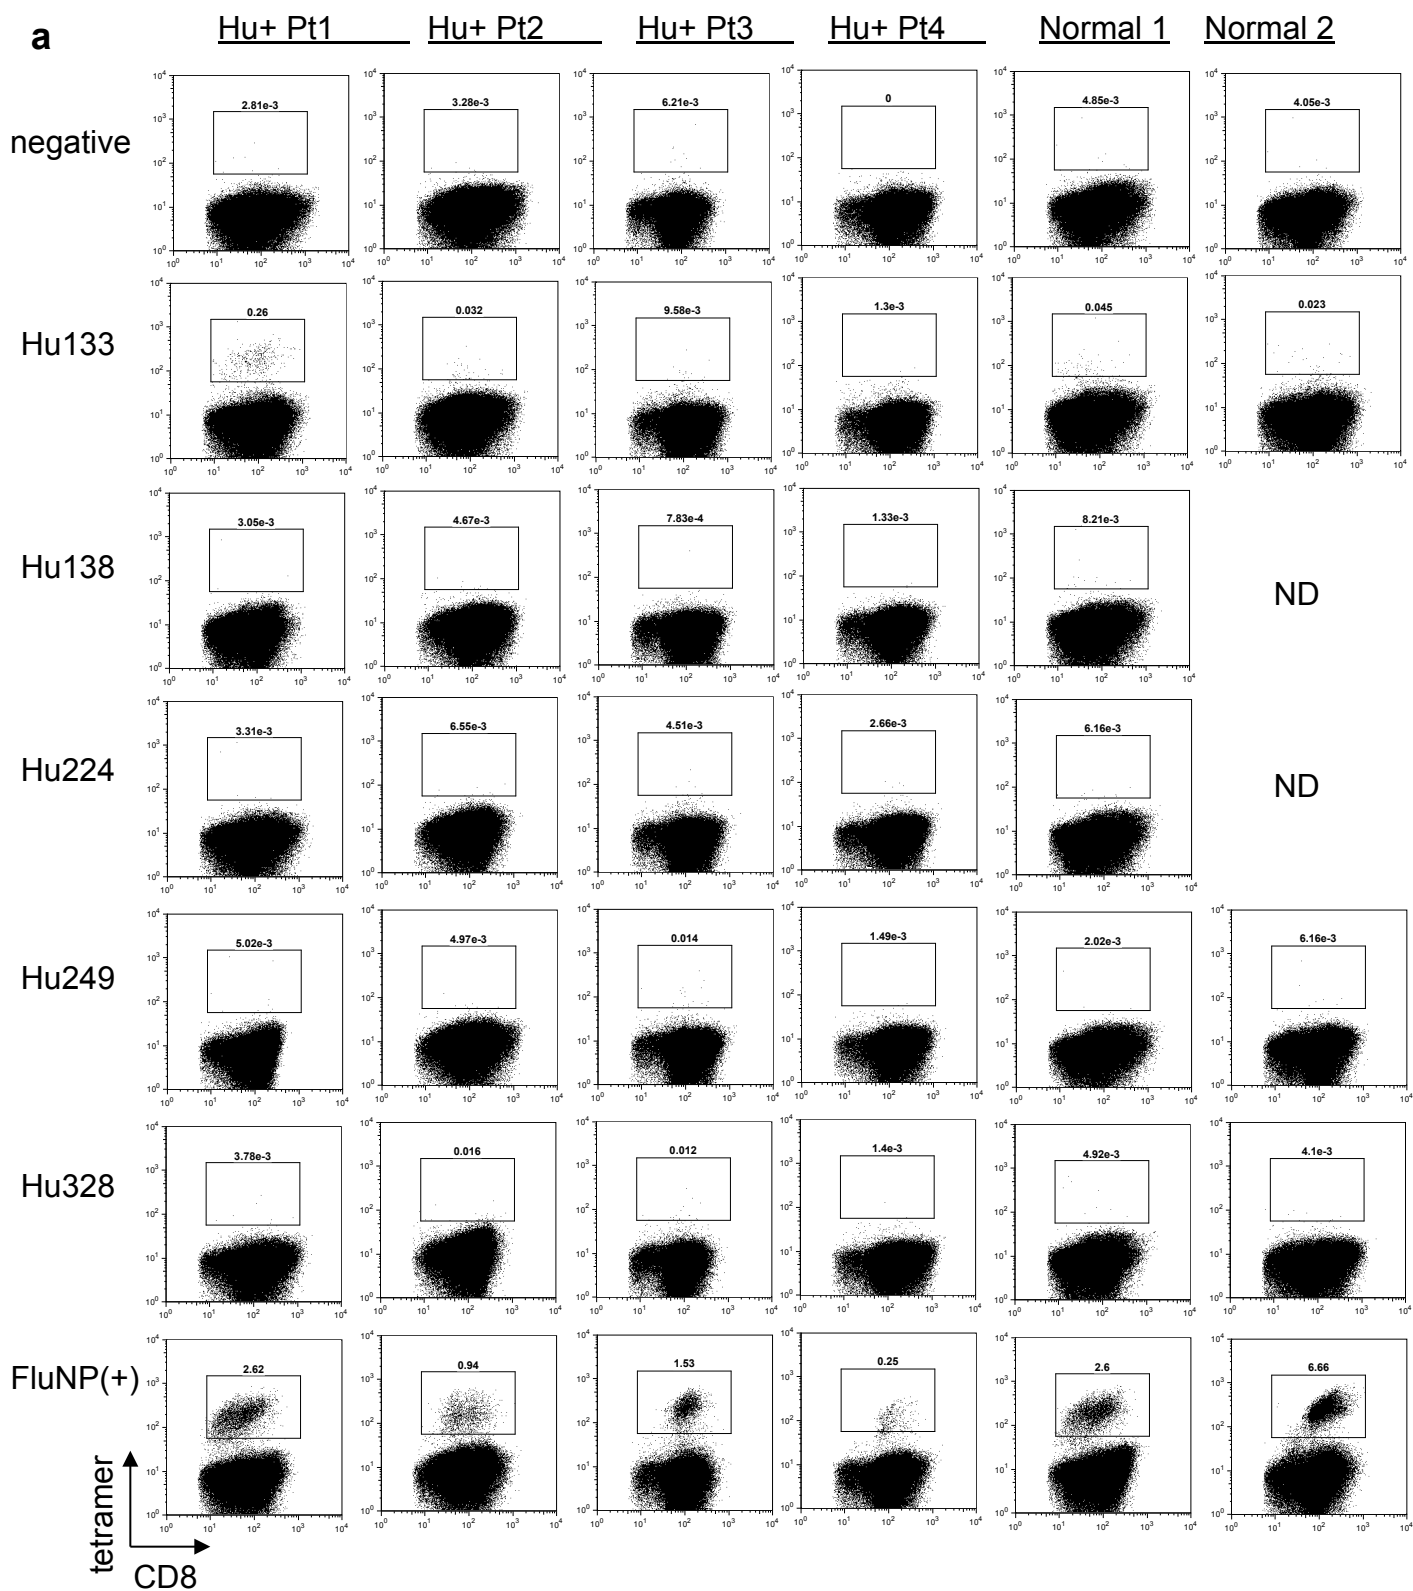 a
Hu+ Pt1 Hu+ Pt2 Hu+ Pt3 Hu+ Pt4 Normal 1 Normal 2
negative 2.81e-3 3.28e-3 6.21e-3 0 4.85e-3 4.05e-3
Hu133 0.26 0.032 9.58e-3 1.3e-3 0.045 0.023
Hu138 3.05e-3 4.67e-3 7.83e-4 1.33e-3 8.21e-3 ND
Hu224 3.31e-3 6.55e-3 4.51e-3 2.66e-3 6.16e-3 ND
Hu249 5.02e-3 4.97e-3 0.014 1.49e-3 2.02e-3 6.16e-3
Hu328 3.78e-3 0.016 0.012 1.4e-3 4.92e-3 4.1e-3
FluNP(+) 2.62 0.94 1.53 0.25 2.6 6.66
tetramer
CD8